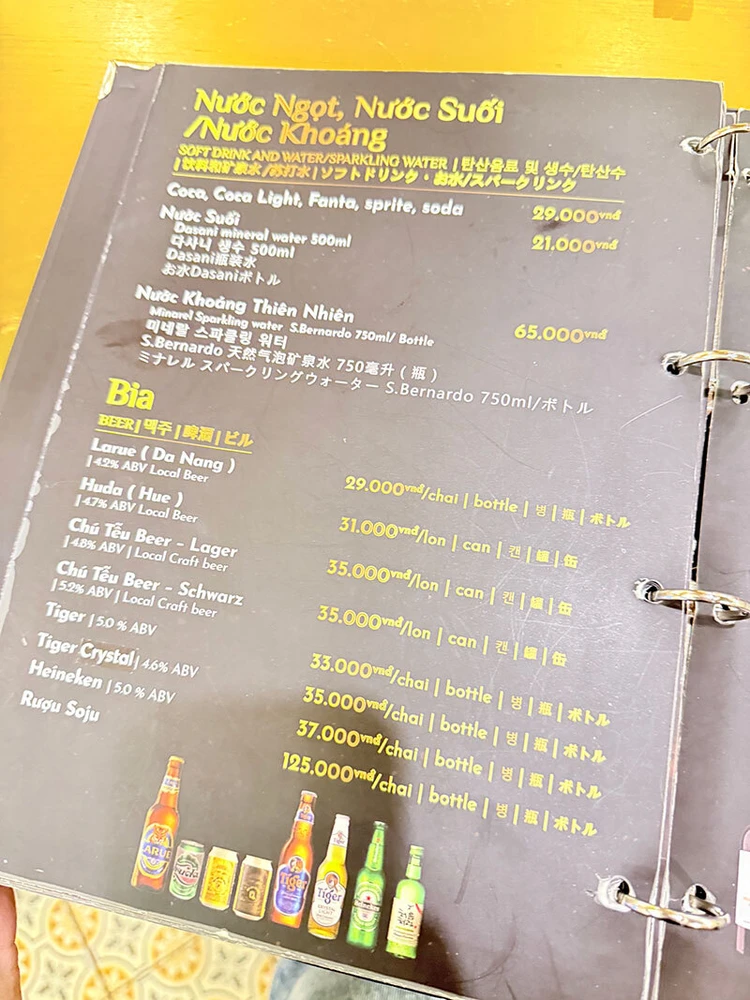 Nước Ngọt, Nước Suối
/Nước Khoáng
SOFT DRINK AND WATER/SPARKLING WATER | 탄산음료 및 생수/탄산수
| 饮料和矿泉水 /苏打水 | ソフトドリンク・お水/スパークリンク
Coca, Coca Light, Fanta, sprite, soda 29.000vnđ
Nước Suối 21.000vnđ
Dasani mineral water 500ml
다사니 생수 500ml
Dasani瓶装水
お水Dasaniボトル
Nước Khoáng Thiên Nhiên
Minarel Sparkling water S.Bernardo 750ml/ Bottle 65.000vnđ
미네랄 스파클링 워터
S.Bernardo 天然气泡矿泉水 750毫升 ( 瓶 )
ミナレル スパークリングウォーター S.Bernardo 750ml/ボトル
Bia
BEER | 맥주 | 啤酒 | ビル
Larue ( Da Nang ) 29.000vnđ/chai | bottle | 병 | 瓶 | ボトル
| 4.2% ABV Local Beer
Huda ( Hue ) 31.000vnđ/lon | can | 캔 | 罐 | 缶
| 4.7% ABV Local Beer
Chú Tễu Beer - Lager 35.000vnđ/lon | can | 캔 | 罐 | 缶
| 4.8% ABV | Local Craft beer
Chú Tễu Beer - Schwarz 35.000vnđ/lon | can | 캔 | 罐 | 缶
| 5.2% ABV | Local Craft beer
Tiger | 5.0 % ABV 33.000vnđ/chai | bottle | 병 | 瓶 | ボトル
Tiger Crystal | 4.6% ABV 35.000vnđ/chai | bottle | 병 | 瓶 | ボトル
Heineken | 5.0 % ABV 37.000vnđ/chai | bottle | 병 | 瓶 | ボトル
Rượu Soju 125.000vnđ/chai | bottle | 병 | 瓶 | ボトル
LARUE
Huda
Tiger
Tiger
Heineken